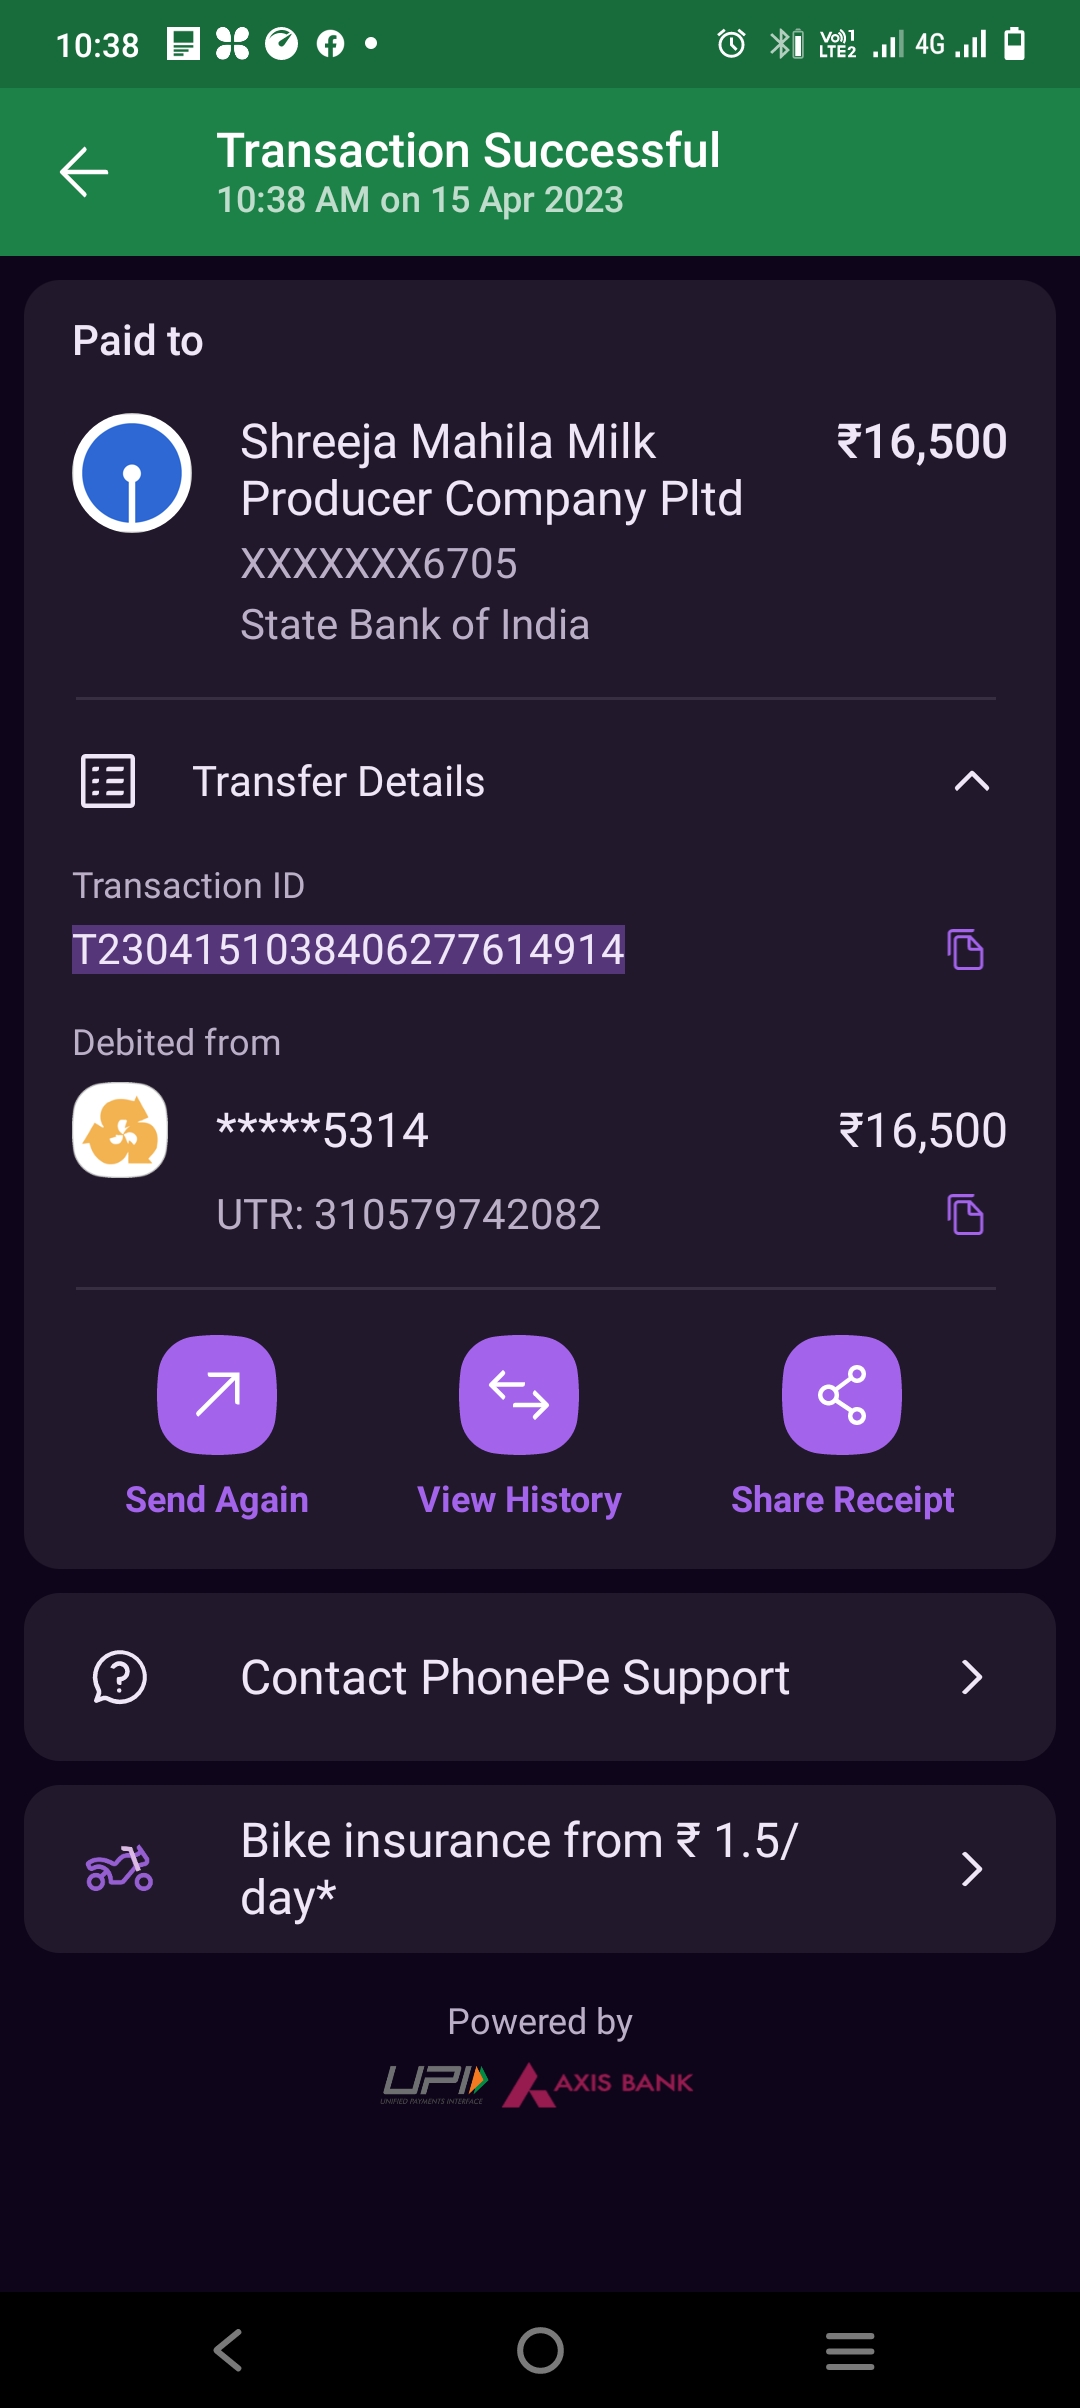 10:38
Vo)) 1
LTE2
4G
Transaction Successful
10:38 AM on 15 Apr 2023
Paid to
Shreeja Mahila Milk
Producer Company Pltd
₹16,500
XXXXXXX6705
State Bank of India
Transfer Details
Transaction ID
T2304151038406277614914
Debited from
*****5314
₹16,500
UTR: 310579742082
Send Again
View History
Share Receipt
Contact PhonePe Support
Bike insurance from ₹ 1.5/
day*
Powered by
UPI
UNIFIED PAYMENTS INTERFACE
AXIS BANK